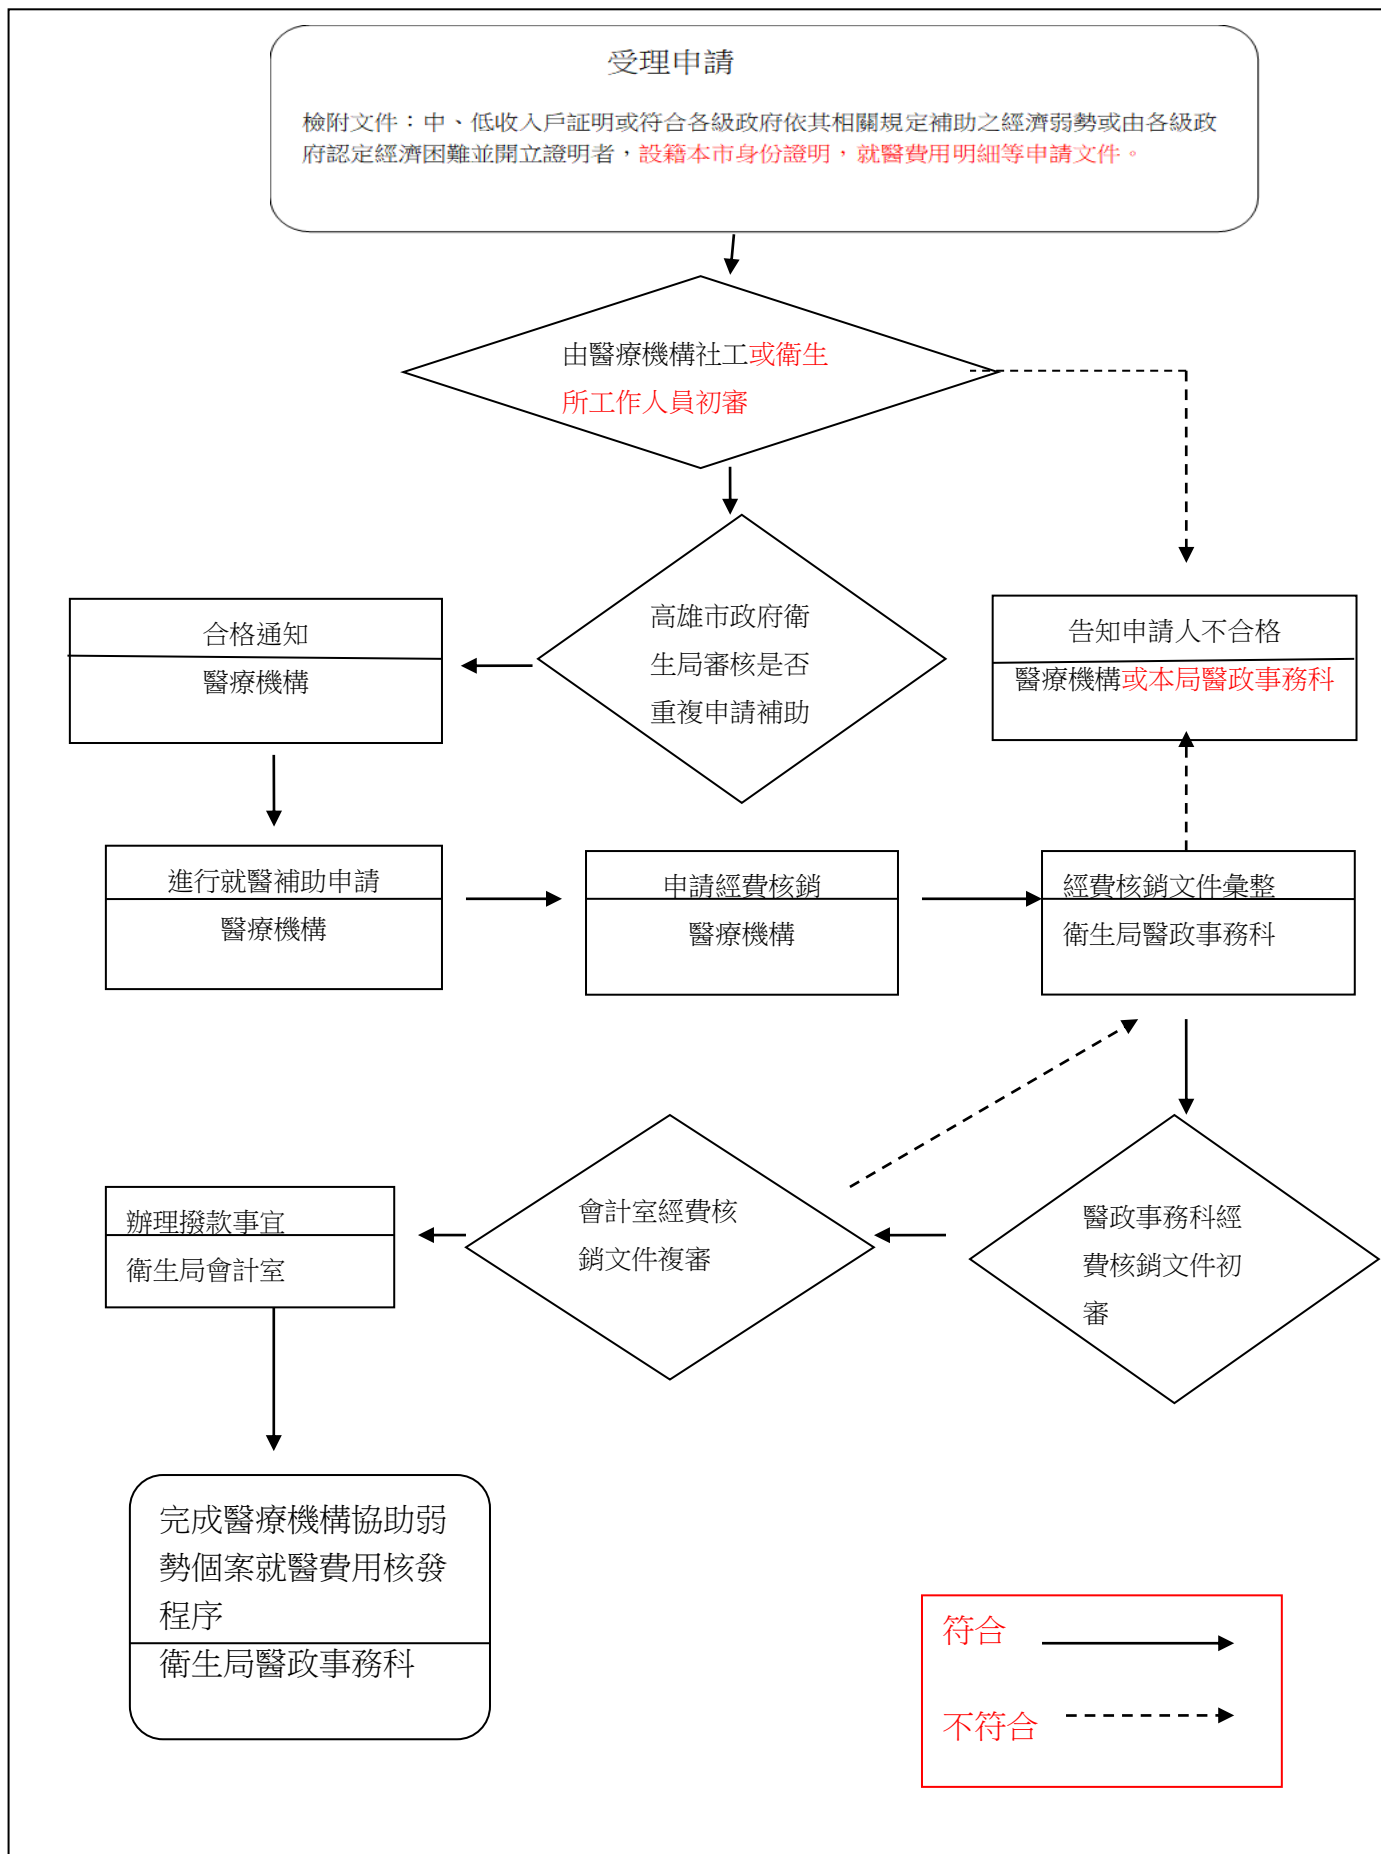 受理申請
檢附文件：中、低收入戶証明或符合各級政府依其相關規定補助之經濟弱勢或由各級政
府認定經濟困難並開立證明者，設籍本市身份證明，就醫費用明細等申請文件。
由醫療機構社工或衛生
所工作人員初審
高雄市政府衛
生局審核是否
重複申請補助
合格通知
醫療機構
告知申請人不合格
醫療機構或本局醫政事務科
進行就醫補助申請
醫療機構
申請經費核銷
醫療機構
經費核銷文件彙整
衛生局醫政事務科
辦理撥款事宜
衛生局會計室
會計室經費核
銷文件複審
醫政事務科經
費核銷文件初
審
完成醫療機構協助弱
勢個案就醫費用核發
程序
衛生局醫政事務科
符合
不符合